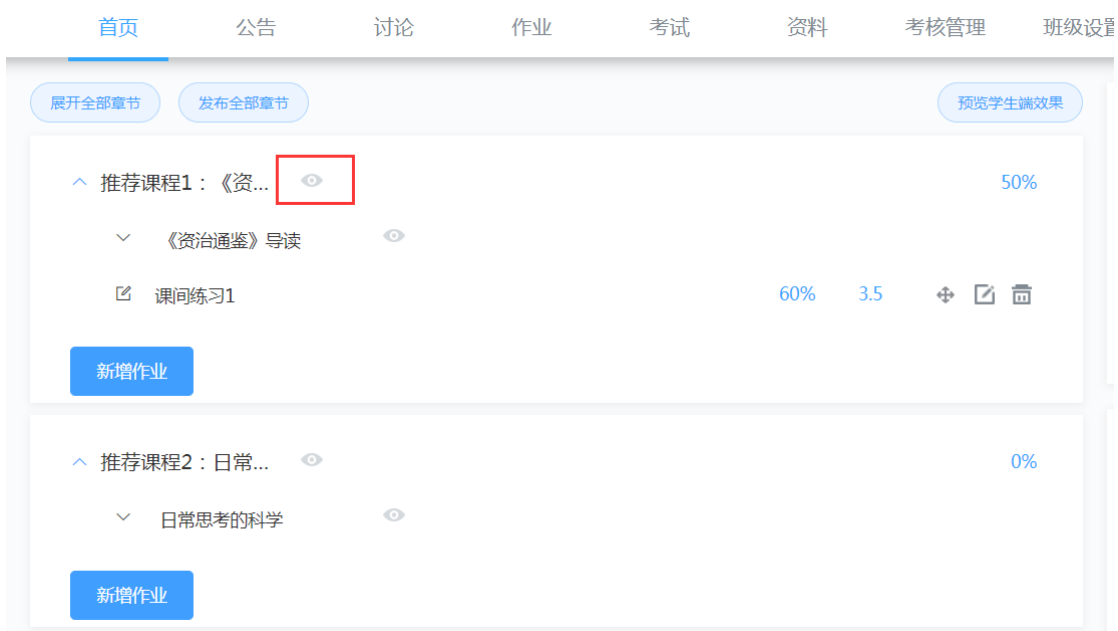 首页 公告 讨论 作业 考试 资料 考核管理 班级设置
展开全部章节 发布全部章节 预览学生端效果
推荐课程1：《资... 50%
《资治通鉴》导读
课间练习1 60% 3.5
新增作业
推荐课程2：日常... 0%
日常思考的科学
新增作业